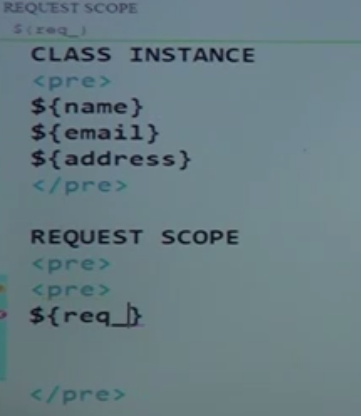 REQUEST SCOPE
${req_}
CLASS INSTANCE
<pre>
${name}
${email}
${address}
</pre>
REQUEST SCOPE
<pre>
<pre>
${req_}
</pre>